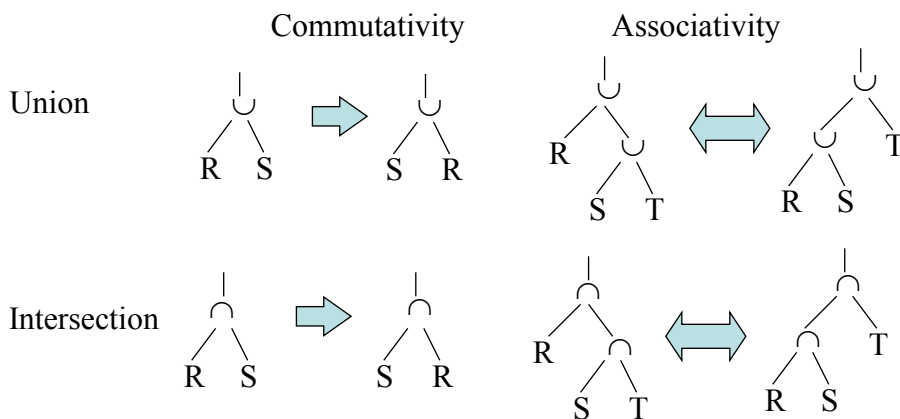 Commutativity Associativity
Union
∪ ∪ ∪ ∪
R S S R R ∪ ∪ T
S T R S
∩ ∩ ∩ ∩
Intersection
R S S R R ∩ ∩ T
S T R S